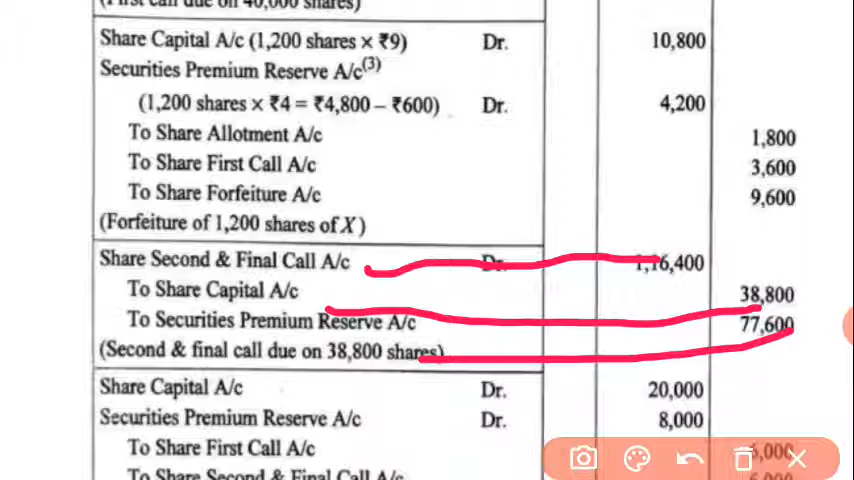 (First call due on 40,000 shares)
Share Capital A/c (1,200 shares × ₹9) Dr. 10,800
Securities Premium Reserve A/c(3)
(1,200 shares × ₹4 = ₹4,800 – ₹600) Dr. 4,200
To Share Allotment A/c 1,800
To Share First Call A/c 3,600
To Share Forfeiture A/c 9,600
(Forfeiture of 1,200 shares of X)
Share Second & Final Call A/c Dr. 1,16,400
To Share Capital A/c 38,800
To Securities Premium Reserve A/c 77,600
(Second & final call due on 38,800 shares)
Share Capital A/c Dr. 20,000
Securities Premium Reserve A/c Dr. 8,000
To Share First Call A/c 6,000
To Share Second & Final Call A/c 6,000